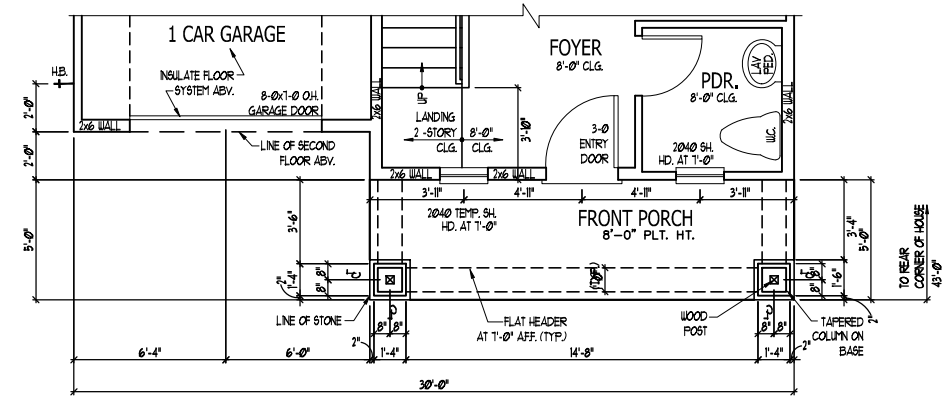 1 CAR GARAGE
INSULATE FLOOR
SYSTEM ABV.
8-0x7-0 O.H.
GARAGE DOOR
H.B.
2'-0"
2'-0"
5'-0"
2x6 WALL
LINE OF SECOND
FLOOR ABV.
2x6 WALL
UP
LANDING
2 -STORY
CLG.
8'-0"
CLG.
FOYER
8'-0" CLG.
3'-10"
3-0
ENTRY
DOOR
PDR.
8'-0" CLG.
LAV
PED.
W.C.
2x6 WALL
2040 SH.
HD. AT 7'-0"
2x6 WALL
2x6 WALL
3'-11"
4'-11"
4'-11"
3'-11"
2040 TEMP. SH.
HD. AT 7'-0"
FRONT PORCH
8'-0" PLT. HT.
3'-6"
1'-4"
2"
8"
8"
3'-4"
5'-0"
1'-6"
8"
8"
2"
TO REAR
CORNER OF HOUSE
43'-0"
(TYP.)
LINE OF STONE
FLAT HEADER
AT 7'-0" AFF. (TYP.)
WOOD
POST
TAPERED
COLUMN ON
BASE
8"
8"
8"
8"
6'-4"
6'-0"
2"
1'-4"
14'-8"
1'-4"
2"
30'-0"